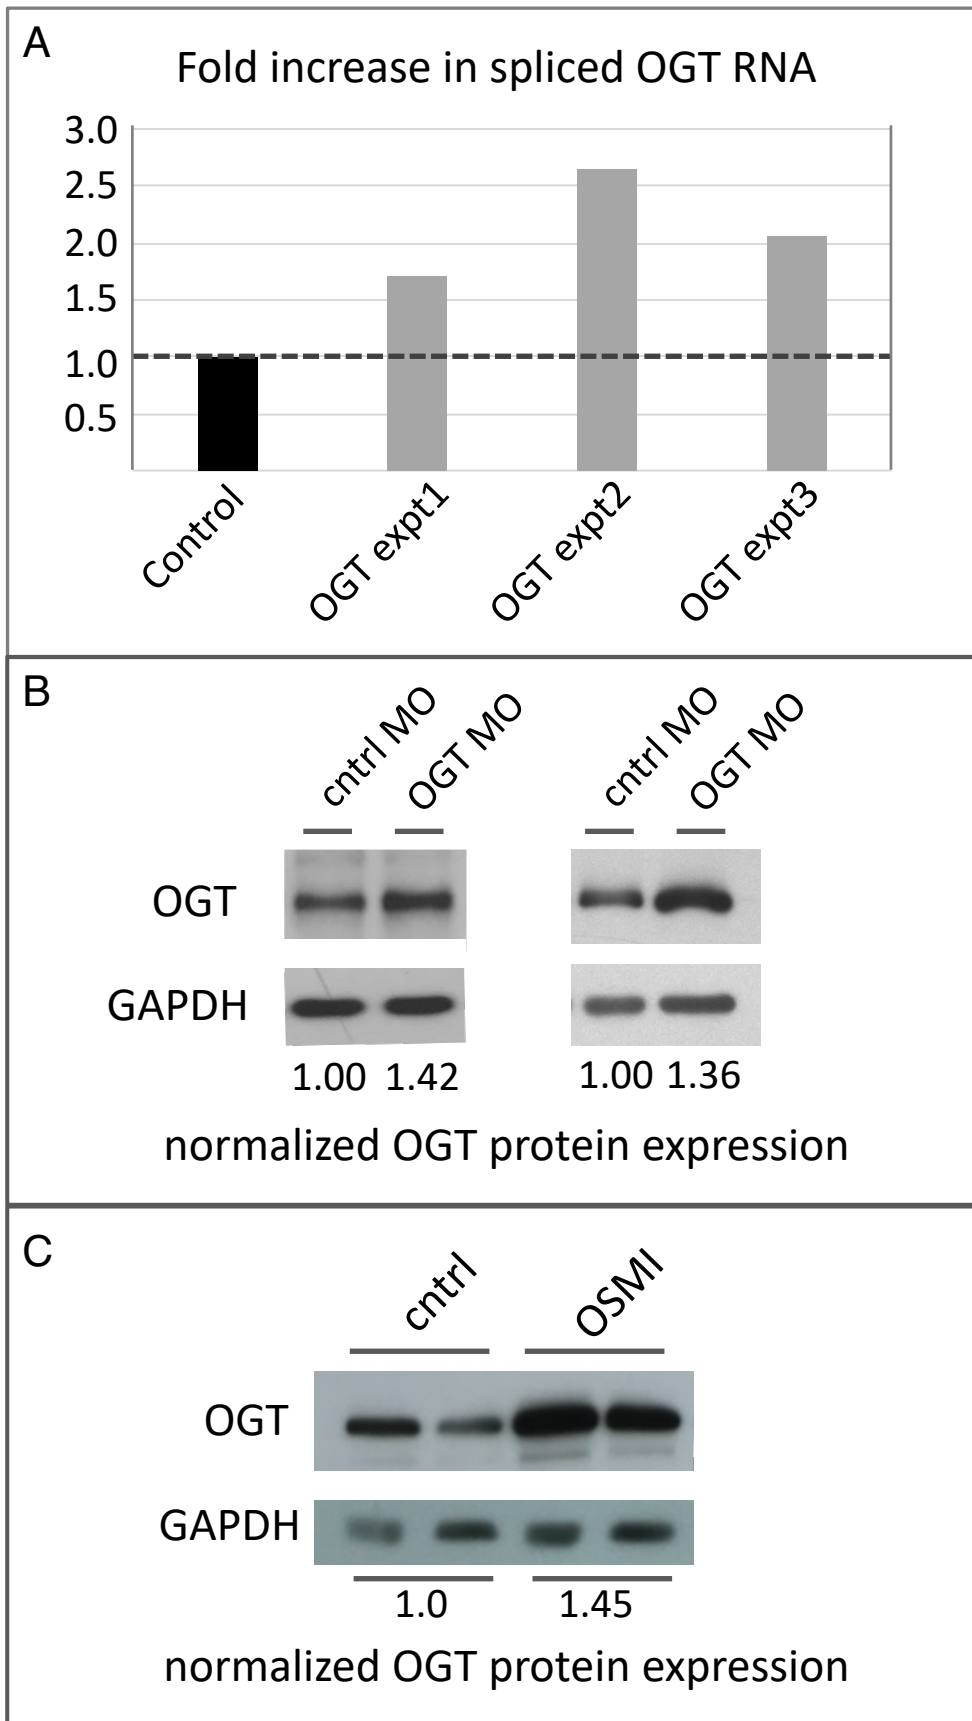 A
Fold increase in spliced OGT RNA
3.0
2.5
2.0
1.5
1.0
0.5
Control
OGT expt1
OGT expt2
OGT expt3
B
cntrl MO
OGT MO
cntrl MO
OGT MO
OGT
GAPDH
1.00 1.42 1.00 1.36
normalized OGT protein expression
C
cntrl
OSMI
OGT
GAPDH
1.0 1.45
normalized OGT protein expression